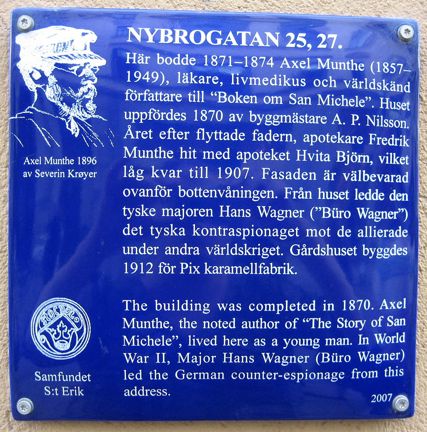 NYBROGATAN 25, 27.
Här bodde 1871–1874 Axel Munthe (1857–
1949), läkare, livmedikus och världskänd
författare till "Boken om San Michele". Huset
uppfördes 1870 av byggmästare A. P. Nilsson.
Året efter flyttade fadern, apotekare Fredrik
Munthe hit med apoteket Hvita Björn, vilket
låg kvar till 1907. Fasaden är välbevarad
ovanför bottenvåningen. Från huset ledde den
tyske majoren Hans Wagner ("Büro Wagner")
det tyska kontraspionaget mot de allierade
under andra världskriget. Gårdshuset byggdes
1912 för Pix karamellfabrik.
Axel Munthe 1896
av Severin Krøyer
The building was completed in 1870. Axel
Munthe, the noted author of "The Story of San
Michele", lived here as a young man. In World
War II, Major Hans Wagner (Büro Wagner)
led the German counter-espionage from this
address.
Samfundet
S:t Erik
2007